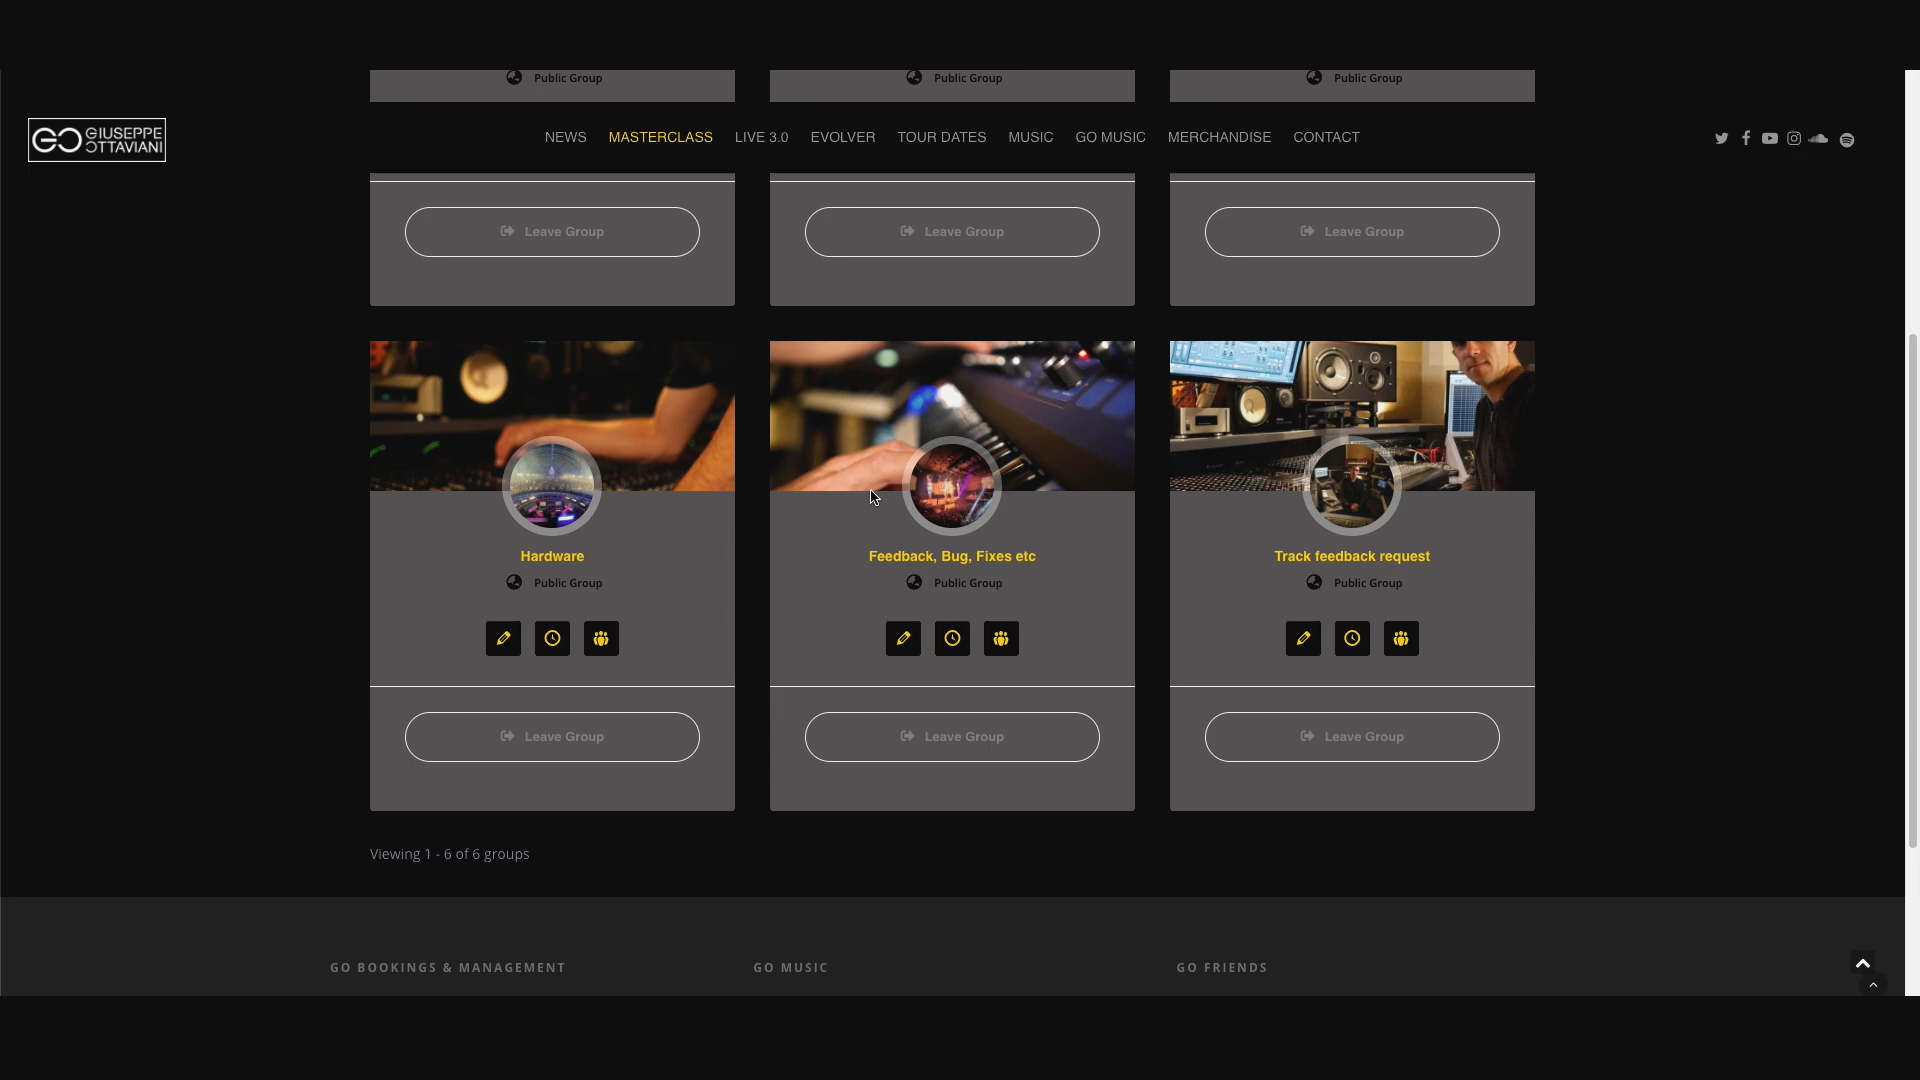 Public Group Public Group Public Group
GO GIUSEPPE OTTAVIANI
NEWS MASTERCLASS LIVE 3.0 EVOLVER TOUR DATES MUSIC GO MUSIC MERCHANDISE CONTACT
Leave Group Leave Group Leave Group
Hardware Feedback, Bug, Fixes etc Track feedback request
Public Group Public Group Public Group
Leave Group Leave Group Leave Group
Viewing 1 - 6 of 6 groups
GO BOOKINGS & MANAGEMENT GO MUSIC GO FRIENDS